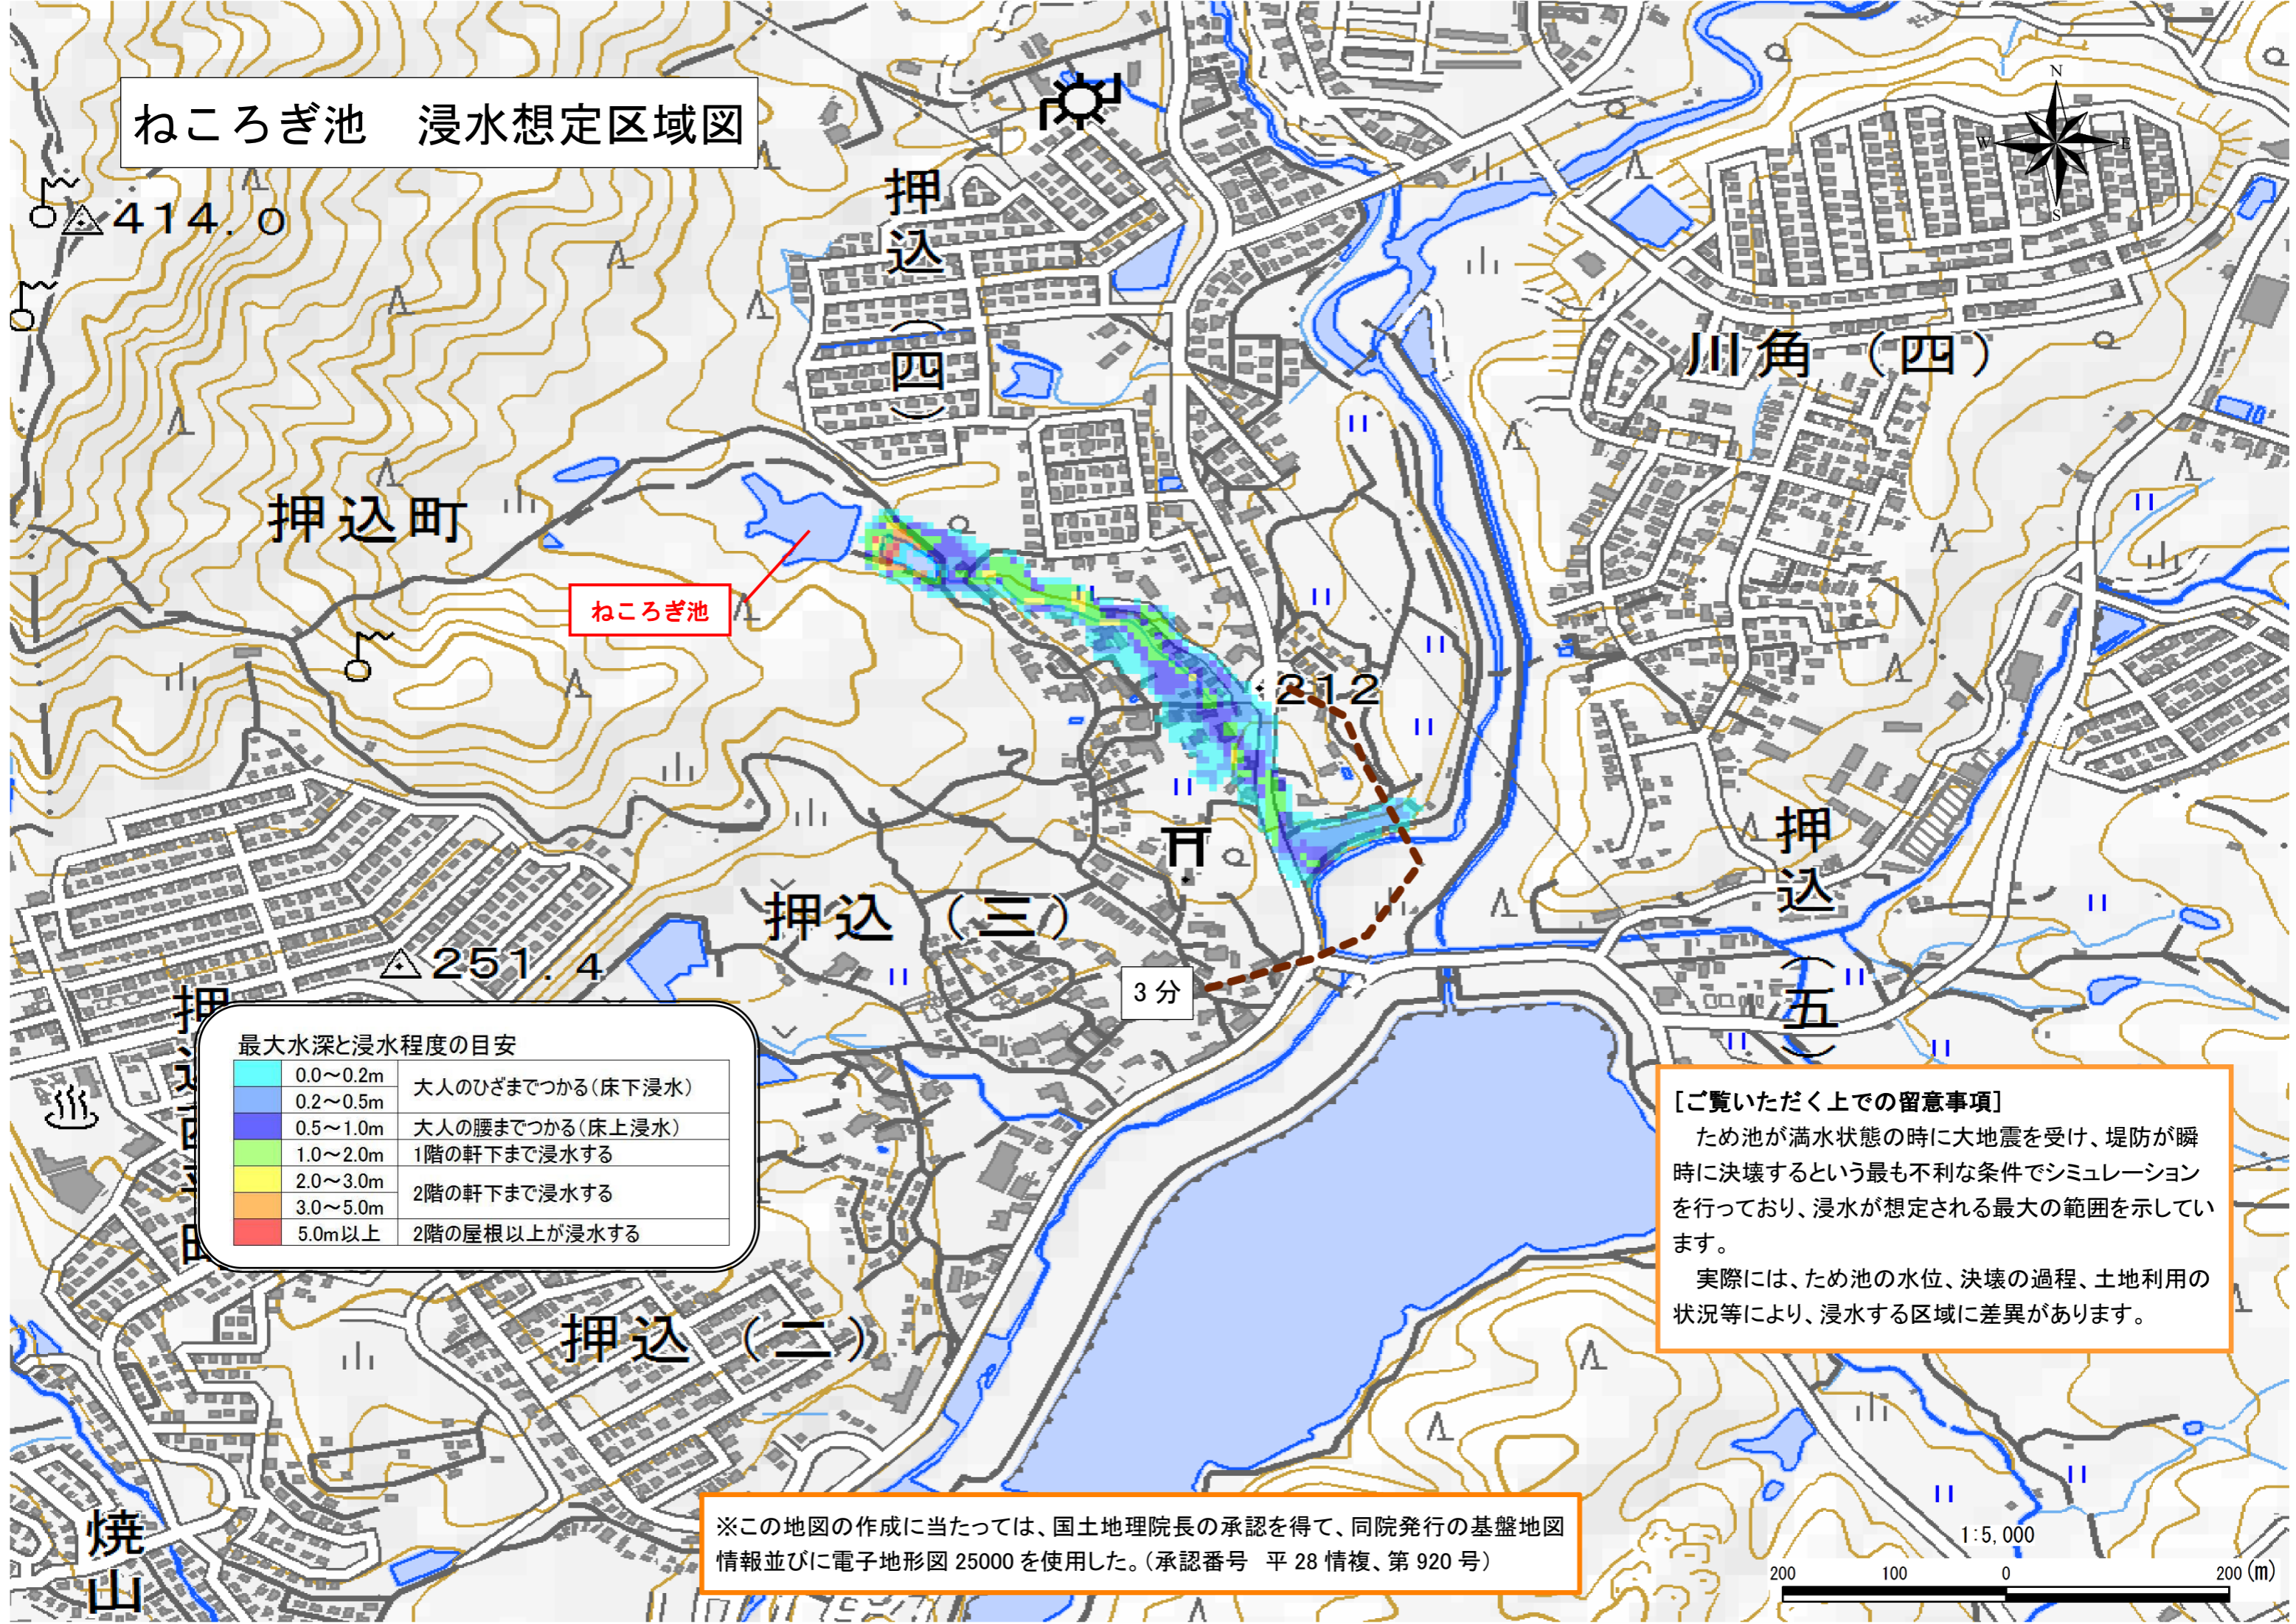 ねころぎ池　浸水想定区域図
N
W
E
S
414.0
押込(四)
川角(四)
押込町
ねころぎ池
212
押込(三)
押込(五)
251.4
3分
最大水深と浸水程度の目安
0.0～0.2m
大人のひざまでつかる(床下浸水)
0.2～0.5m
0.5～1.0m 大人の腰までつかる(床上浸水)
1.0～2.0m 1階の軒下まで浸水する
2.0～3.0m
2階の軒下まで浸水する
3.0～5.0m
5.0m以上 2階の屋根以上が浸水する
[ご覧いただく上での留意事項]
ため池が満水状態の時に大地震を受け、堤防が瞬
時に決壊するという最も不利な条件でシミュレーション
を行っており、浸水が想定される最大の範囲を示してい
ます。
実際には、ため池の水位、決壊の過程、土地利用の
状況等により、浸水する区域に差異があります。
押込(二)
焼山
※この地図の作成に当たっては、国土地理院長の承認を得て、同院発行の基盤地図
情報並びに電子地形図 25000 を使用した。(承認番号　平 28 情複、第 920 号)
1:5,000
200 100 0 200 (m)